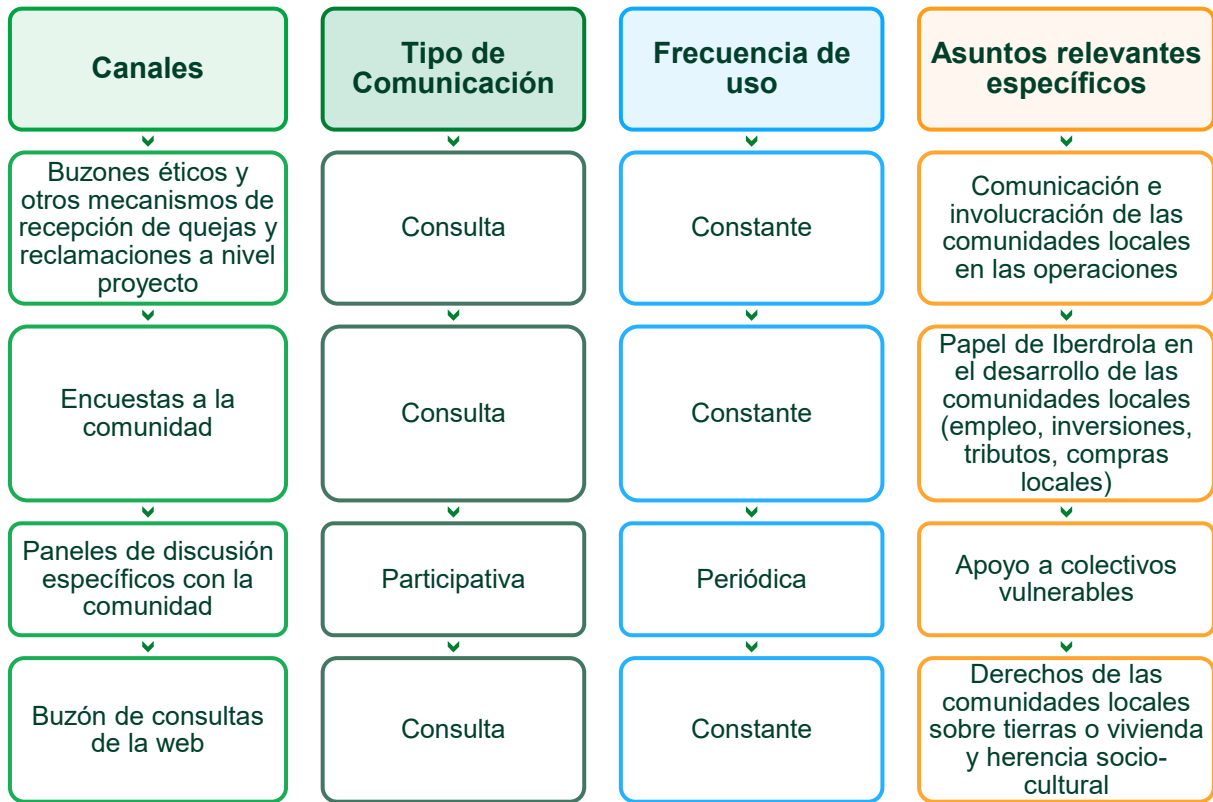 Canales
Tipo de
Comunicación
Frecuencia de
uso
Asuntos relevantes
específicos
Buzones éticos y
otros mecanismos de
recepción de quejas y
reclamaciones a nivel
proyecto
Consulta
Constante
Comunicación e
involucración de las
comunidades locales
en las operaciones
Encuestas a la
comunidad
Consulta
Constante
Papel de Iberdrola en
el desarrollo de las
comunidades locales
(empleo, inversiones,
tributos, compras
locales)
Paneles de discusión
específicos con la
comunidad
Participativa
Periódica
Apoyo a colectivos
vulnerables
Buzón de consultas
de la web
Consulta
Constante
Derechos de las
comunidades locales
sobre tierras o vivienda
y herencia socio-
cultural